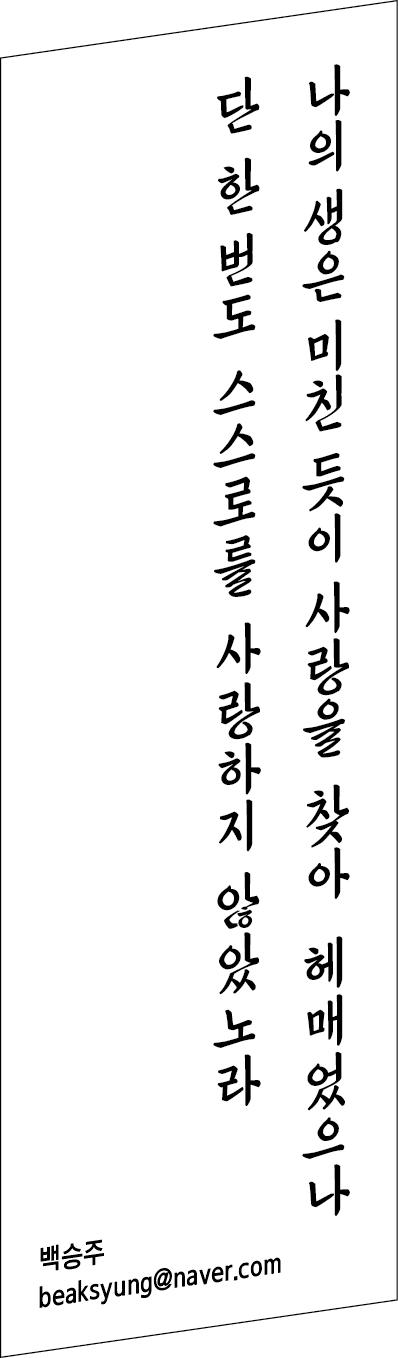 나의 생은 미친 듯이 사랑을 찾아 헤매었으나
단 한 번도 스스로를 사랑하지 않았노라
백승주
beaksyung@naver.com